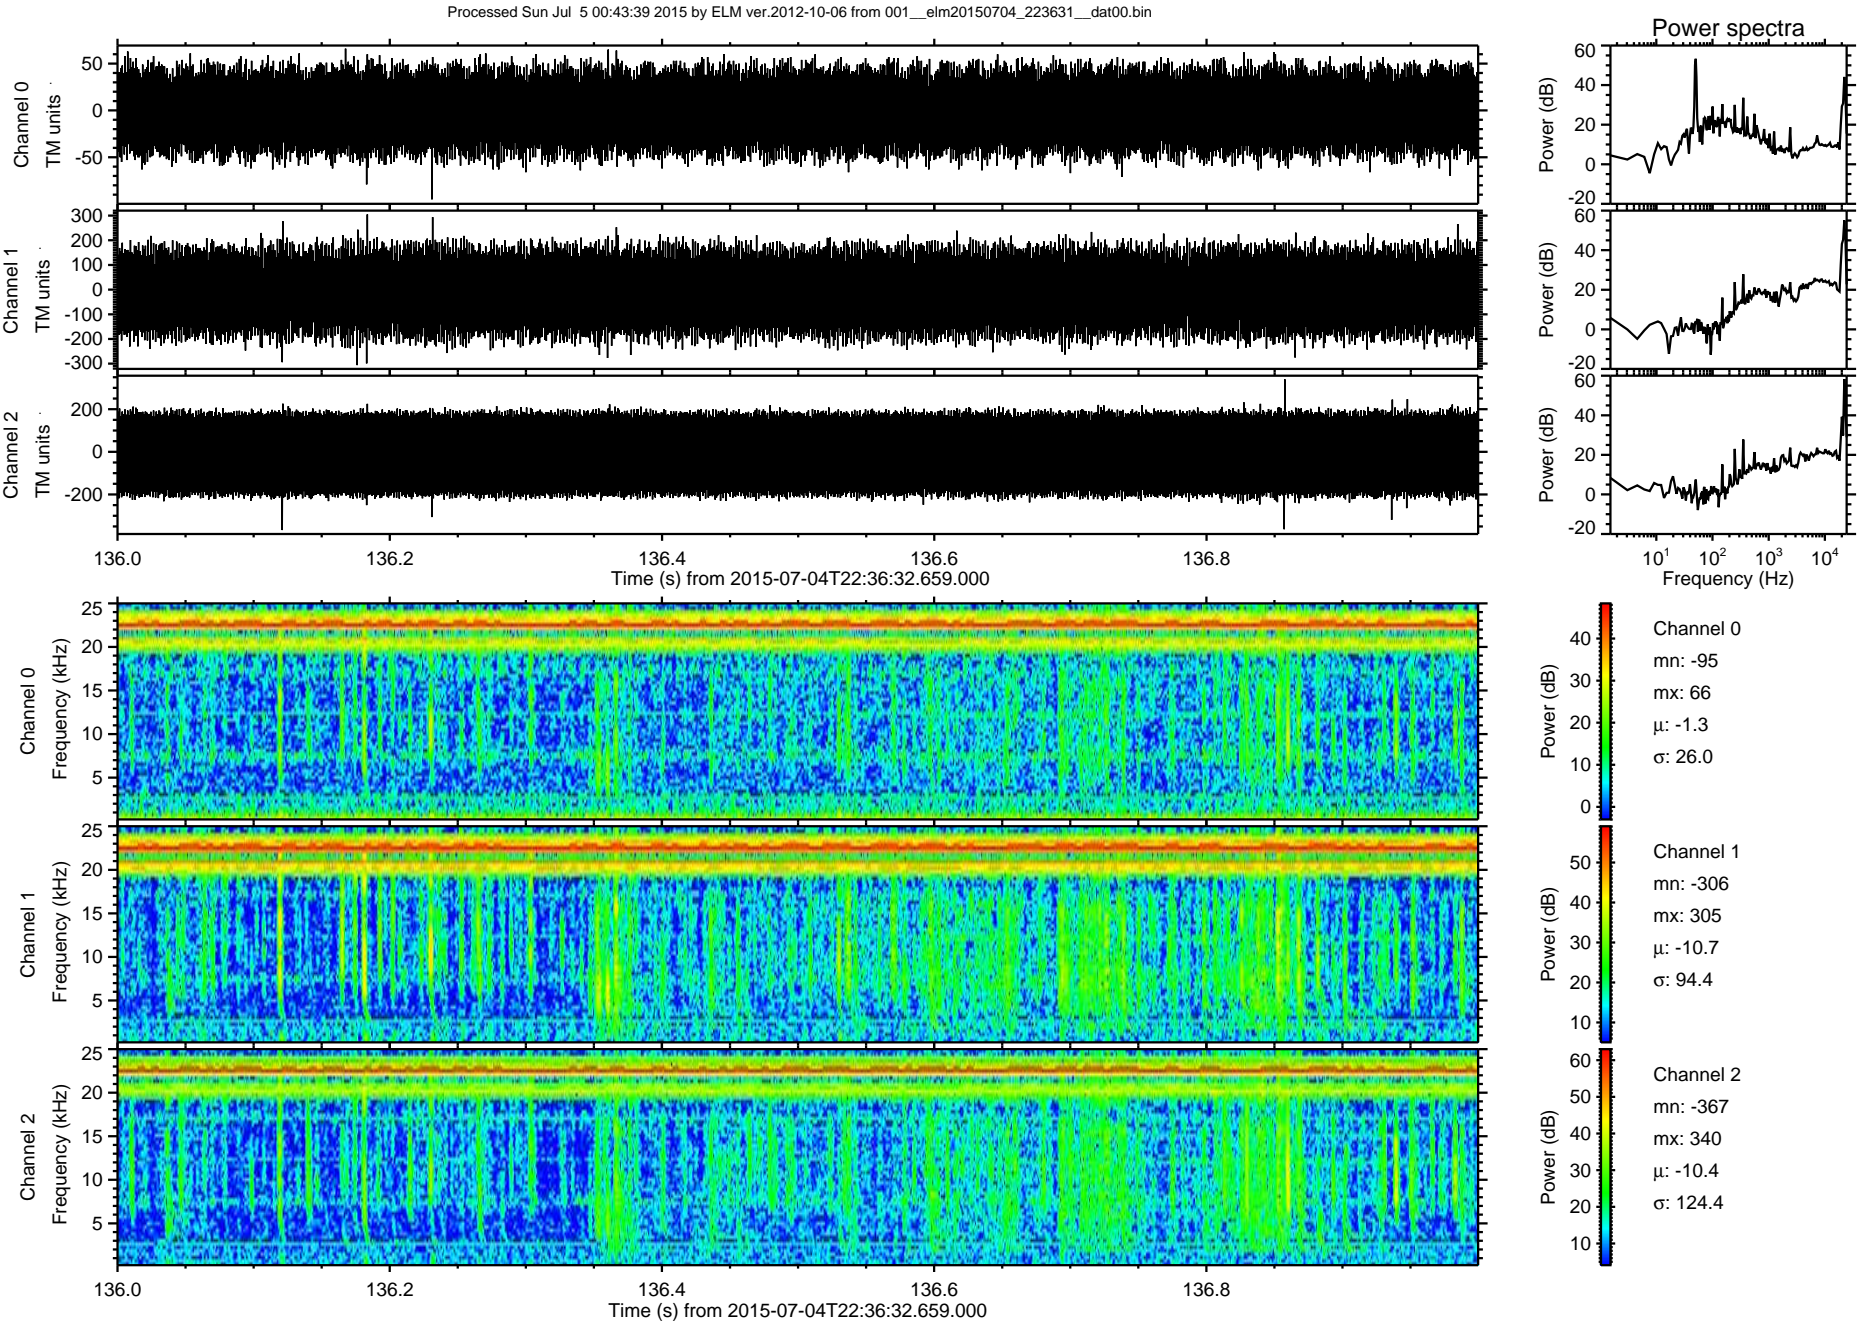 Processed Sun Jul  5 00:43:39 2015 by ELM ver.2012-10-06 from 001__elm20150704_223631__dat00.bin
Power spectra
Channel 0
TM units
50
0
-50
Power (dB)
60
40
20
0
-20
Channel 1
TM units
300
200
100
0
-100
-200
-300
Power (dB)
60
40
20
0
-20
Channel 2
TM units
200
0
-200
Power (dB)
60
40
20
0
-20
136.0 136.2 136.4 136.6 136.8
Time (s) from 2015-07-04T22:36:32.659.000
10^1 10^2 10^3 10^4
Frequency (Hz)
Channel 0
Frequency (kHz)
25
20
15
10
5
Power (dB)
40
30
20
10
0
Channel 0
mn: -95
mx: 66
μ: -1.3
σ: 26.0
Channel 1
Frequency (kHz)
25
20
15
10
5
Power (dB)
50
40
30
20
10
Channel 1
mn: -306
mx: 305
μ: -10.7
σ: 94.4
Channel 2
Frequency (kHz)
25
20
15
10
5
Power (dB)
60
50
40
30
20
10
Channel 2
mn: -367
mx: 340
μ: -10.4
σ: 124.4
136.0 136.2 136.4 136.6 136.8
Time (s) from 2015-07-04T22:36:32.659.000